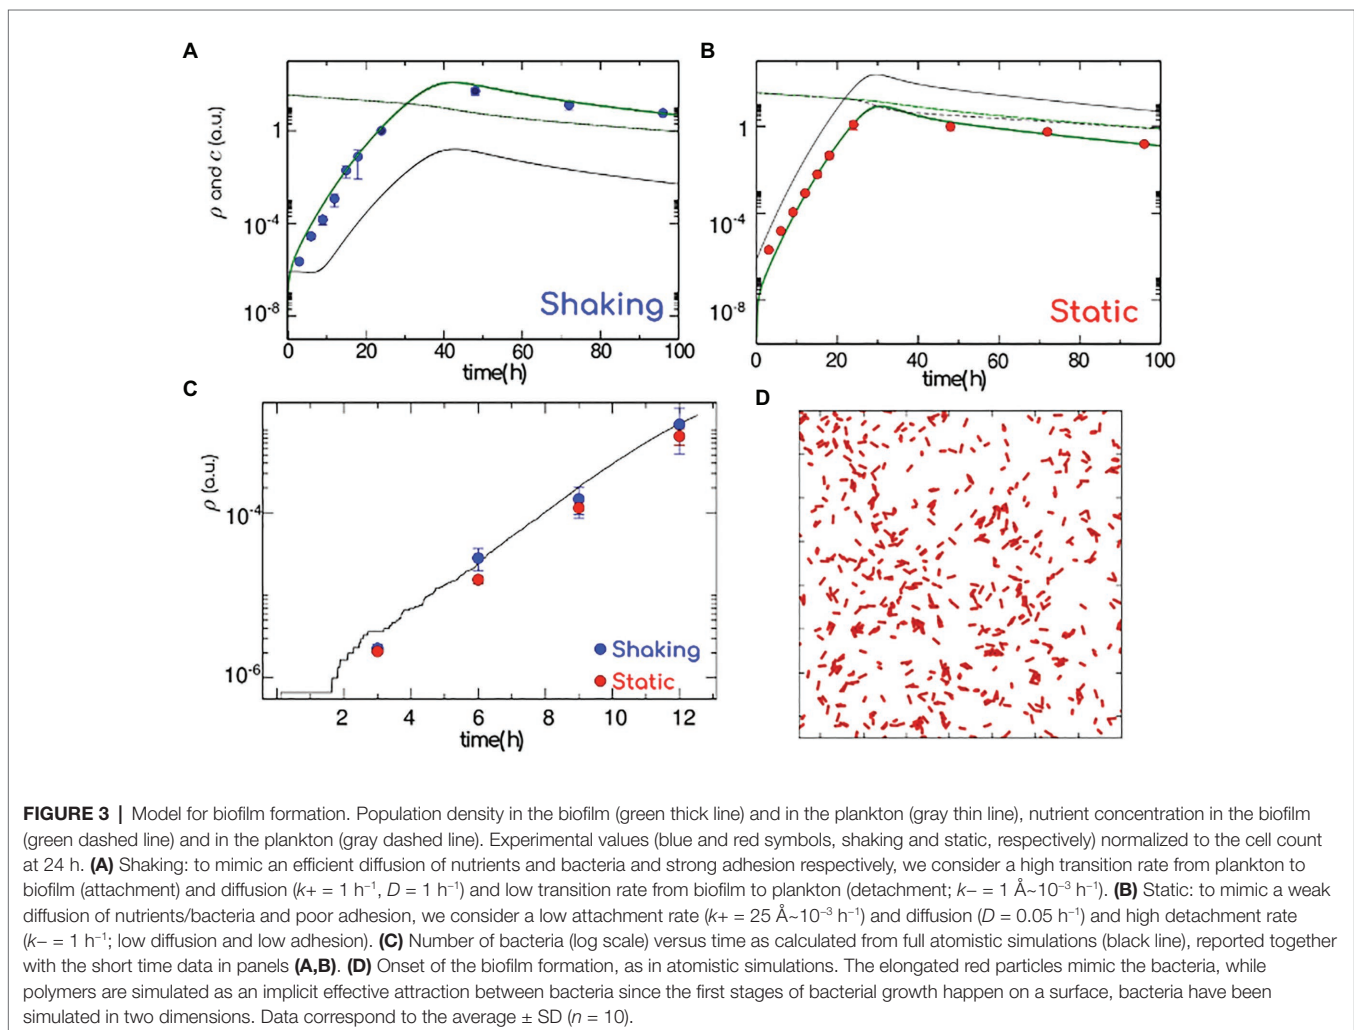 A
ρ and c (a.u.)
1
10⁻⁴
10⁻⁸
Shaking
0 20 40 60 80 100
time(h)
B
1
10⁻⁴
10⁻⁸
Static
0 20 40 60 80 100
time(h)
C
ρ (a.u.)
10⁻⁴
10⁻⁶
Shaking
Static
2 4 6 8 10 12
time(h)
D
FIGURE 3 | Model for biofilm formation. Population density in the biofilm (green thick line) and in the plankton (gray thin line), nutrient concentration in the biofilm
(green dashed line) and in the plankton (gray dashed line). Experimental values (blue and red symbols, shaking and static, respectively) normalized to the cell count
at 24 h. (A) Shaking: to mimic an efficient diffusion of nutrients and bacteria and strong adhesion respectively, we consider a high transition rate from plankton to
biofilm (attachment) and diffusion (k+ = 1 h⁻¹, D = 1 h⁻¹) and low transition rate from biofilm to plankton (detachment; k− = 1 Å~10⁻³ h⁻¹). (B) Static: to mimic a weak
diffusion of nutrients/bacteria and poor adhesion, we consider a low attachment rate (k+ = 25 Å~10⁻³ h⁻¹) and diffusion (D = 0.05 h⁻¹) and high detachment rate
(k− = 1 h⁻¹; low diffusion and low adhesion). (C) Number of bacteria (log scale) versus time as calculated from full atomistic simulations (black line), reported together
with the short time data in panels (A,B). (D) Onset of the biofilm formation, as in atomistic simulations. The elongated red particles mimic the bacteria, while
polymers are simulated as an implicit effective attraction between bacteria since the first stages of bacterial growth happen on a surface, bacteria have been
simulated in two dimensions. Data correspond to the average ± SD (n = 10).